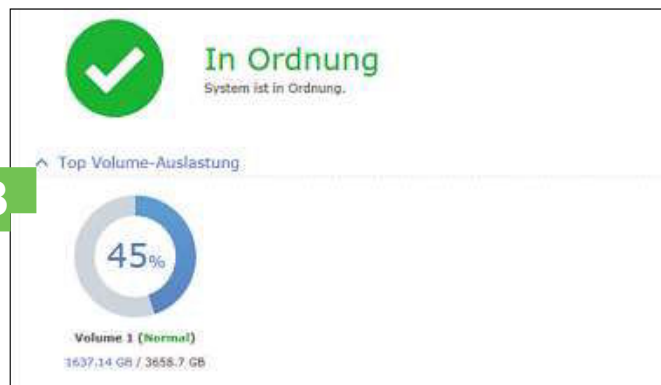 In Ordnung
System ist in Ordnung.
Top Volume-Auslastung
3
45%
Volume 1 (Normal)
1637.14 GB / 3658.7 GB